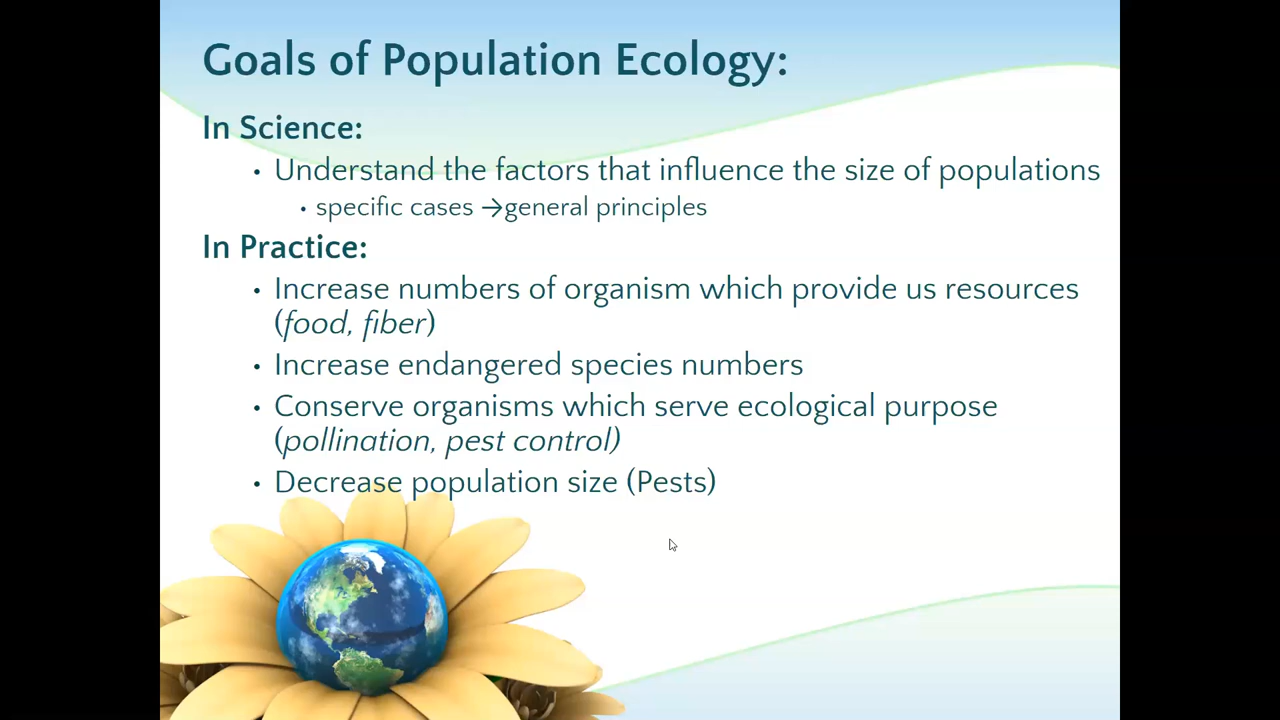 Goals of Population Ecology:
In Science:
• Understand the factors that influence the size of populations
• specific cases →general principles
In Practice:
• Increase numbers of organism which provide us resources
(food, fiber)
• Increase endangered species numbers
• Conserve organisms which serve ecological purpose
(pollination, pest control)
• Decrease population size (Pests)